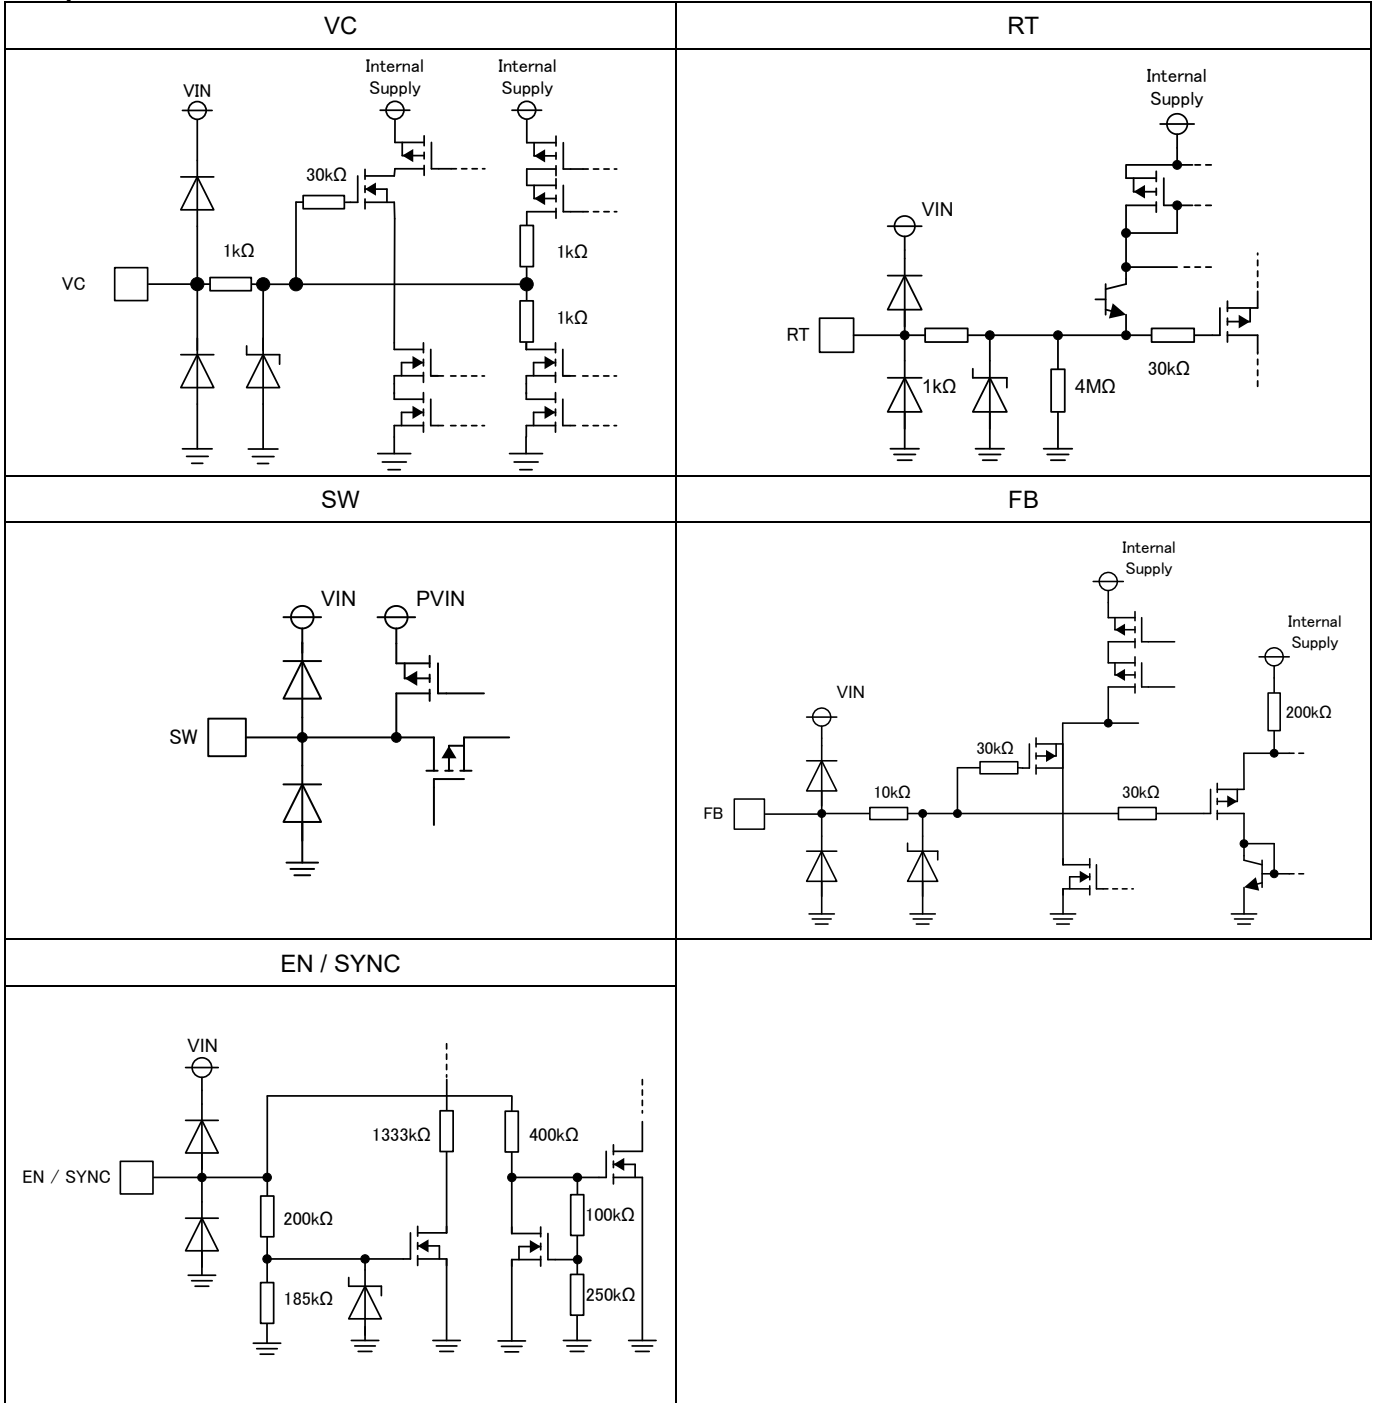 VC
RT
VIN
Internal
Supply
Internal
Supply
30kΩ
1kΩ
1kΩ
1kΩ
VC
Internal
Supply
VIN
RT
1kΩ
4MΩ
30kΩ
SW
FB
VIN
PVIN
SW
Internal
Supply
Internal
Supply
VIN
200kΩ
30kΩ
10kΩ
30kΩ
FB
EN / SYNC
VIN
1333kΩ
400kΩ
EN / SYNC
200kΩ
100kΩ
185kΩ
250kΩ